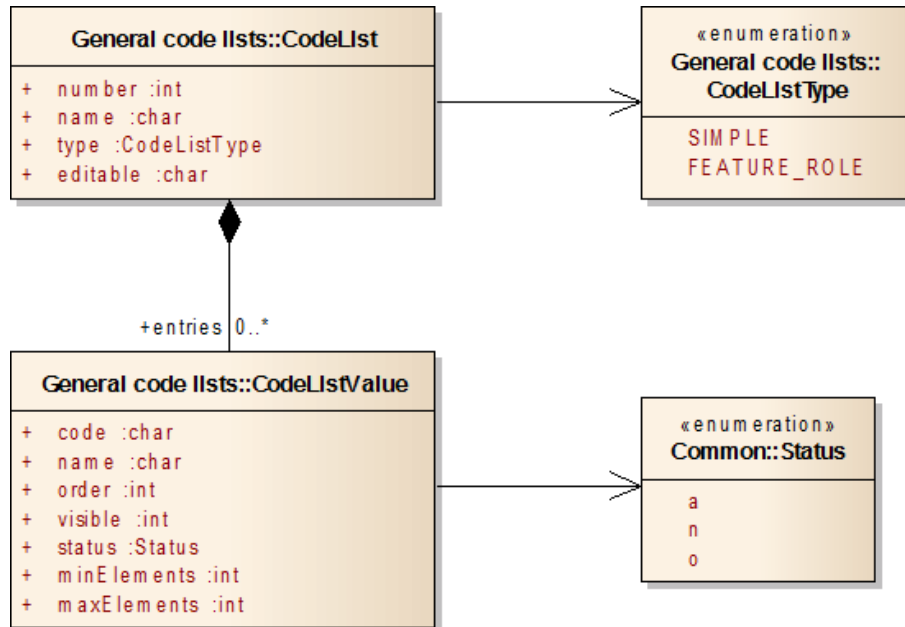 General code lists::CodeList
+ number :int
+ name :char
+ type :CodeListType
+ editable :char
«enumeration»
General code lists::
CodeListType
SIMPLE
FEATURE_ROLE
+entries 0..*
General code lists::CodeListValue
+ code :char
+ name :char
+ order :int
+ visible :int
+ status :Status
+ minElements :int
+ maxElements :int
«enumeration»
Common::Status
a
n
o